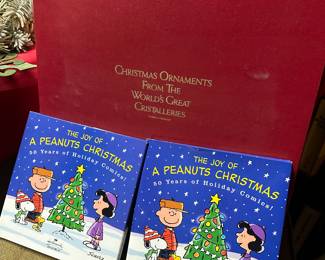 CHRISTMAS ORNAMENTS
FROM THE
WORLD'S GREAT
CRISTALLERIES
THE JOY OF
A PEANUTS CHRISTMAS
50 Years of Holiday Comics!
THE JOY OF
A PEANUTS CHRISTMAS
50 Years of Holiday Comics!